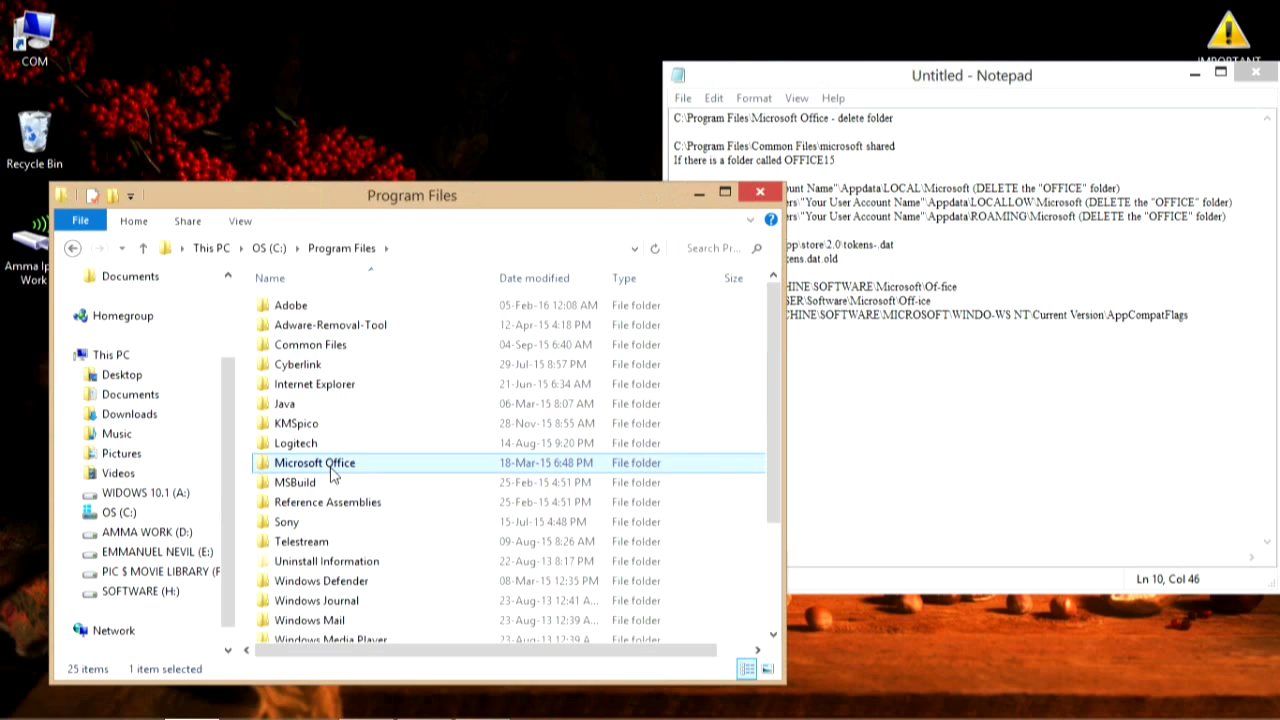 COM
Recycle Bin
Amma
Work
Untitled - Notepad
File Edit Format View Help
C:\Program Files\Microsoft Office - delete folder
C:\Program Files\Common Files\microsoft shared
If there is a folder called OFFICE15
unt Name"\Appdata\LOCAL\Microsoft (DELETE the "OFFICE" folder)
rs\"Your User Account Name"\Appdata\LOCALLOW\Microsoft (DELETE the "OFFICE" folder)
rs\"Your User Account Name"\Appdata\ROAMING\Microsoft (DELETE the "OFFICE" folder)
pp\store\2.0\tokens-.dat
ens.dat.old
HINE\SOFTWARE\Microsoft\Of-fice
SER\Software\Microsoft\Off-ice
CHINE\SOFTWARE\MICROSOFT\WINDO-WS NT\Current Version\AppCompatFlags
Ln 10, Col 46
Program Files
File Home Share View
This PC OS (C:) Program Files Search Pr...
Documents
Homegroup
This PC
Desktop
Documents
Downloads
Music
Pictures
Videos
WIDOWS 10.1 (A:)
OS (C:)
AMMA WORK (D:)
EMMANUEL NEVIL (E:)
PIC $ MOVIE LIBRARY (F
SOFTWARE (H:)
Network
Name Date modified Type Size
Adobe 05-Feb-16 12:08 AM File folder
Adware-Removal-Tool 12-Apr-15 4:18 PM File folder
Common Files 04-Sep-15 6:40 AM File folder
Cyberlink 29-Jul-15 8:57 PM File folder
Internet Explorer 21-Jun-15 6:34 AM File folder
Java 06-Mar-15 8:07 AM File folder
KMSpico 28-Nov-15 8:55 AM File folder
Logitech 14-Aug-15 9:20 PM File folder
Microsoft Office 18-Mar-15 6:48 PM File folder
MSBuild 25-Feb-15 4:51 PM File folder
Reference Assemblies 25-Feb-15 4:51 PM File folder
Sony 15-Jul-15 4:48 PM File folder
Telestream 09-Aug-15 8:26 AM File folder
Uninstall Information 22-Aug-13 8:17 PM File folder
Windows Defender 08-Mar-15 12:35 PM File folder
Windows Journal 23-Aug-13 12:41 A... File folder
Windows Mail 23-Aug-13 12:39 A... File folder
Windows Media Player 23-Aug-13 12:39 A File folder
25 items 1 item selected